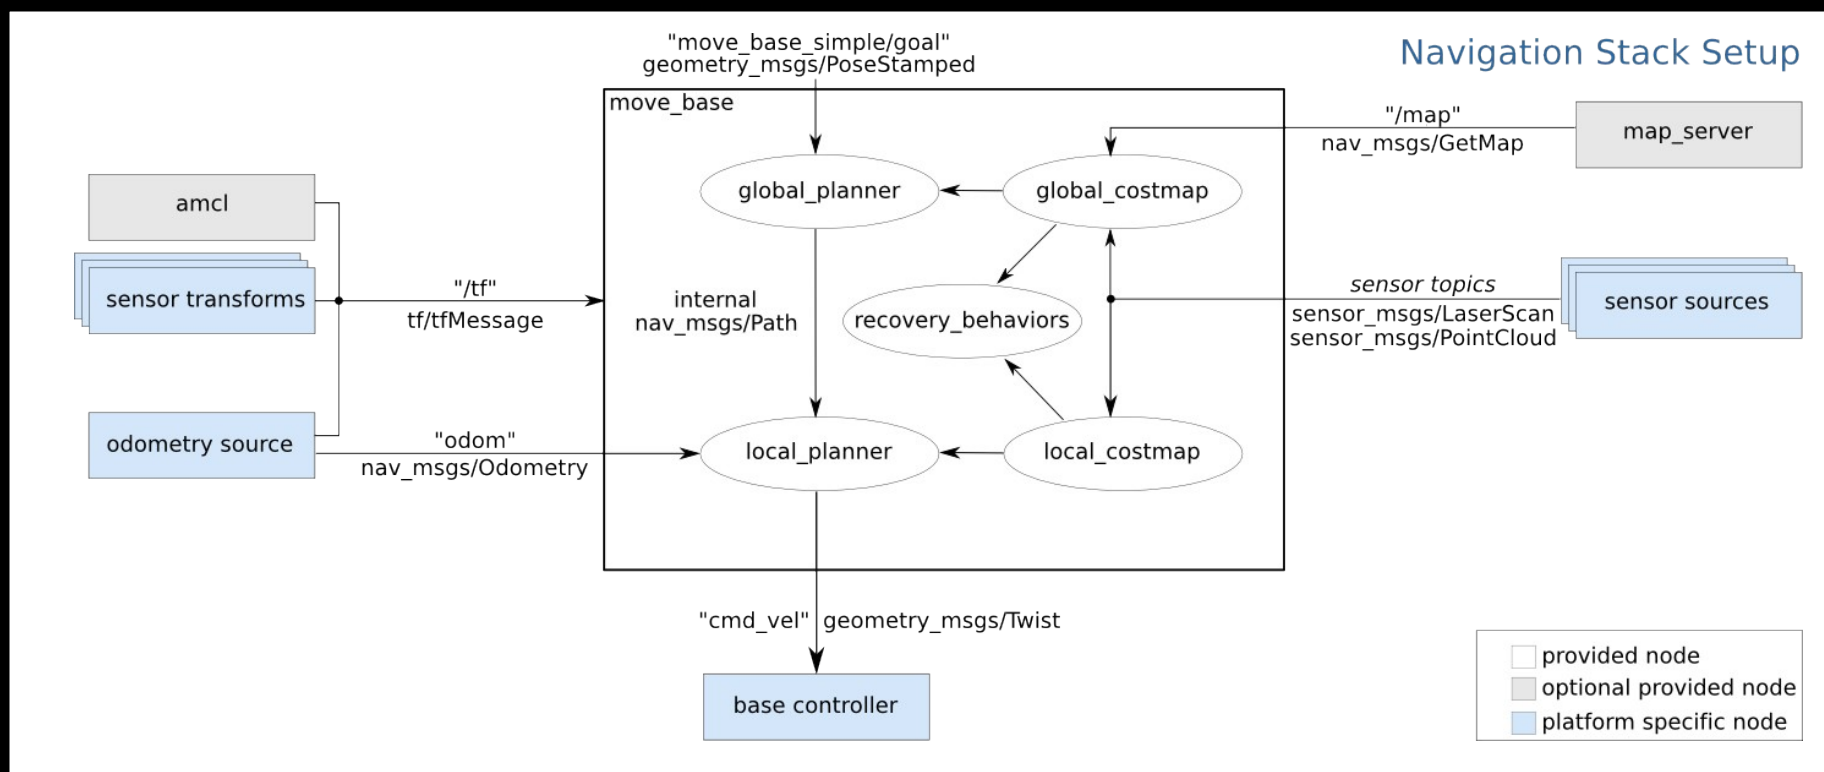 Navigation Stack Setup
"move_base_simple/goal"
geometry_msgs/PoseStamped
move_base
"/map"
nav_msgs/GetMap
map_server
amcl
global_planner
global_costmap
sensor transforms
"/tf"
tf/tfMessage
internal
nav_msgs/Path
recovery_behaviors
sensor topics
sensor_msgs/LaserScan
sensor_msgs/PointCloud
sensor sources
odometry source
"odom"
nav_msgs/Odometry
local_planner
local_costmap
"cmd_vel" geometry_msgs/Twist
base controller
provided node
optional provided node
platform specific node